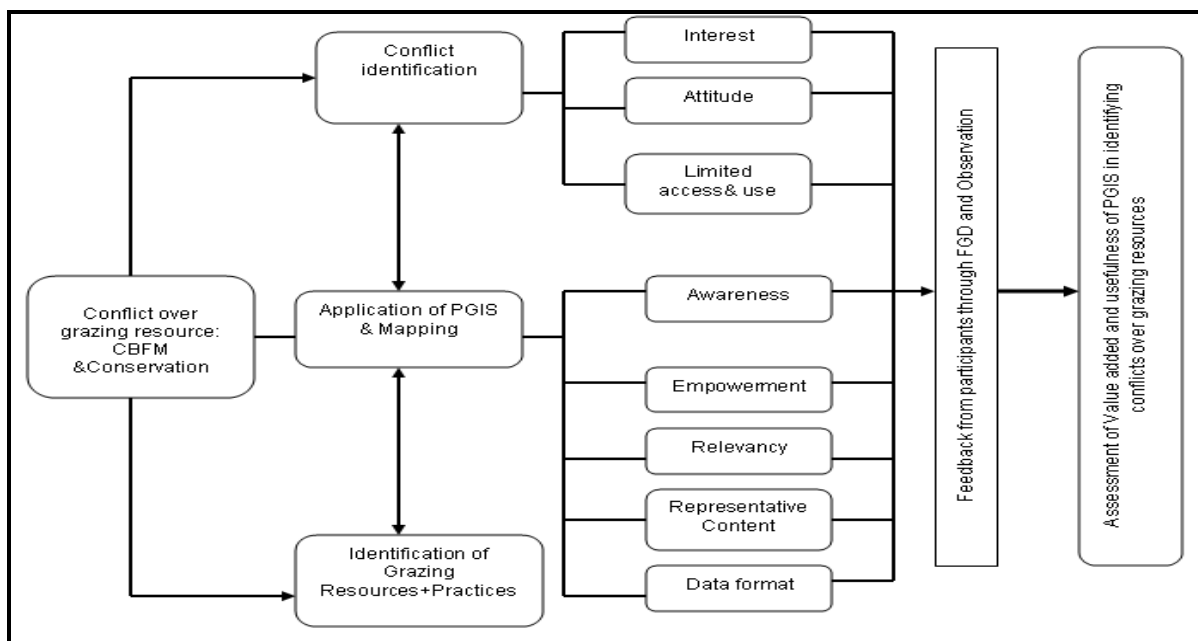 Conflict over
grazing resource:
CBFM
&Conservation
Conflict
identification
Application of PGIS
& Mapping
Identification of
Grazing
Resources+Practices
Interest
Attitude
Limited
access& use
Awareness
Empowerment
Relevancy
Representative
Content
Data format
Feedback from participants through FGD and Observation
Assessment of Value added and usefulness of PGIS in identifying
conflicts over grazing resources